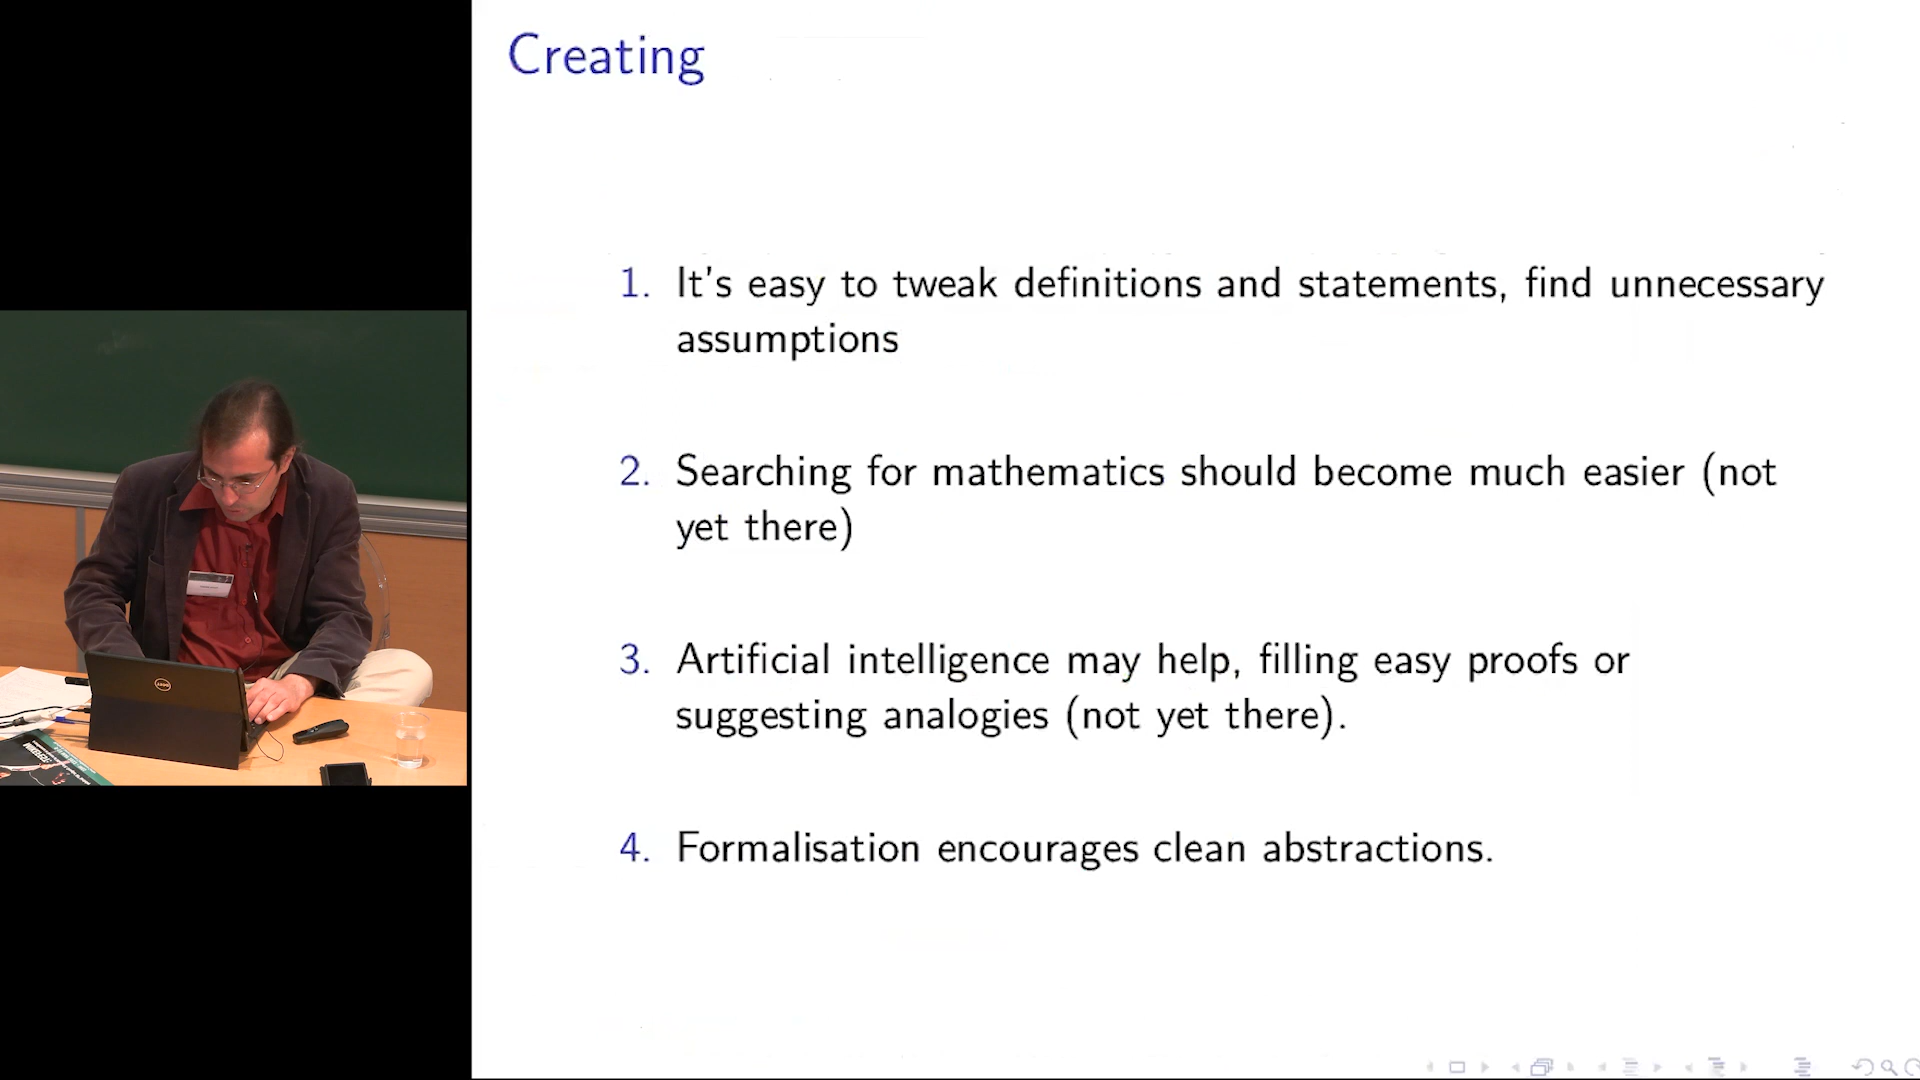 Creating
1. It's easy to tweak definitions and statements, find unnecessary
assumptions
2. Searching for mathematics should become much easier (not
yet there)
3. Artificial intelligence may help, filling easy proofs or
suggesting analogies (not yet there).
4. Formalisation encourages clean abstractions.
DELL